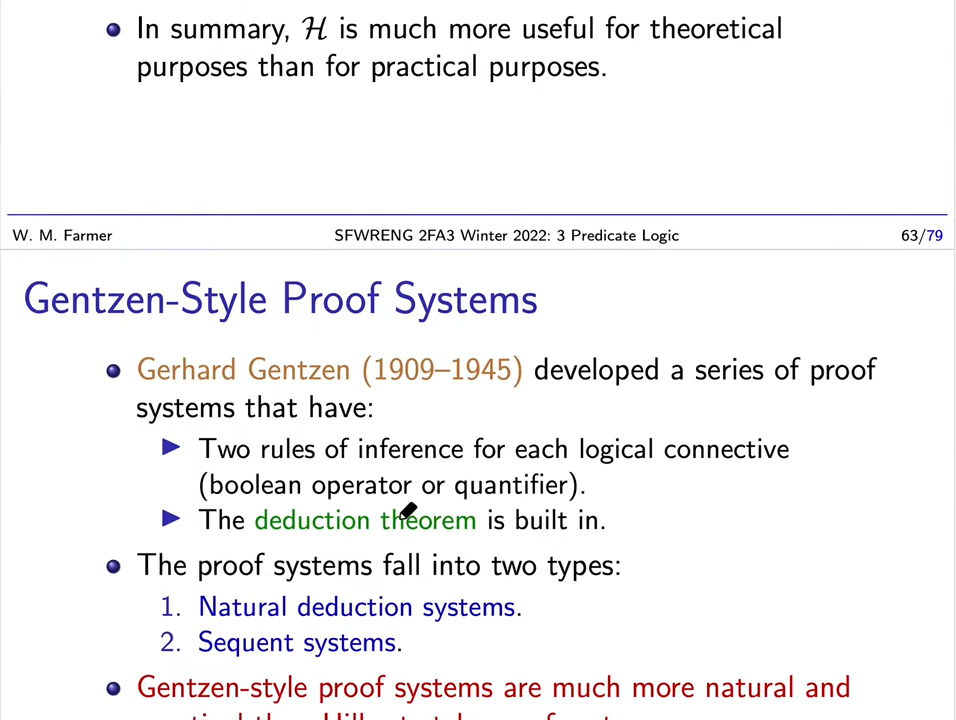 In summary, ℋ is much more useful for theoretical
purposes than for practical purposes.
W. M. Farmer SFWRENG 2FA3 Winter 2022: 3 Predicate Logic 63/79
Gentzen-Style Proof Systems
Gerhard Gentzen (1909–1945) developed a series of proof
systems that have:
Two rules of inference for each logical connective
(boolean operator or quantifier).
The deduction theorem is built in.
The proof systems fall into two types:
1. Natural deduction systems.
2. Sequent systems.
Gentzen-style proof systems are much more natural and